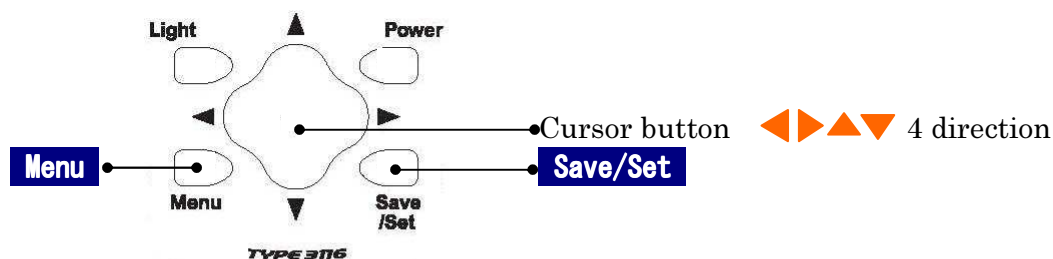 Light Power
Cursor button 4 direction
Menu Save/Set
Menu Save
/Set
TYPE 3116